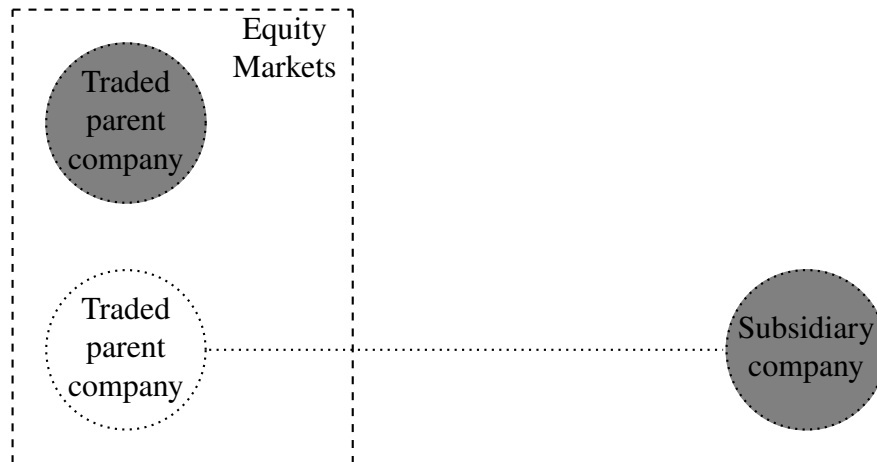 Equity
Markets
Traded
parent
company
Traded
parent
company
Subsidiary
company